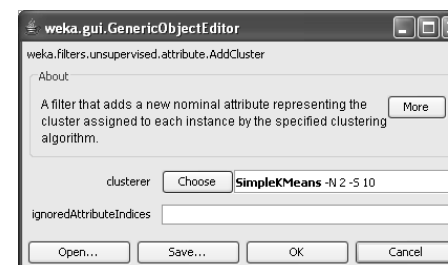 weka.gui.GenericObjectEditor
weka.filters.unsupervised.attribute.AddCluster
About
A filter that adds a new nominal attribute representing the
cluster assigned to each instance by the specified clustering
algorithm.
More
clusterer Choose SimpleKMeans -N 2 -S 10
ignoredAttributeIndices
Open... Save... OK Cancel